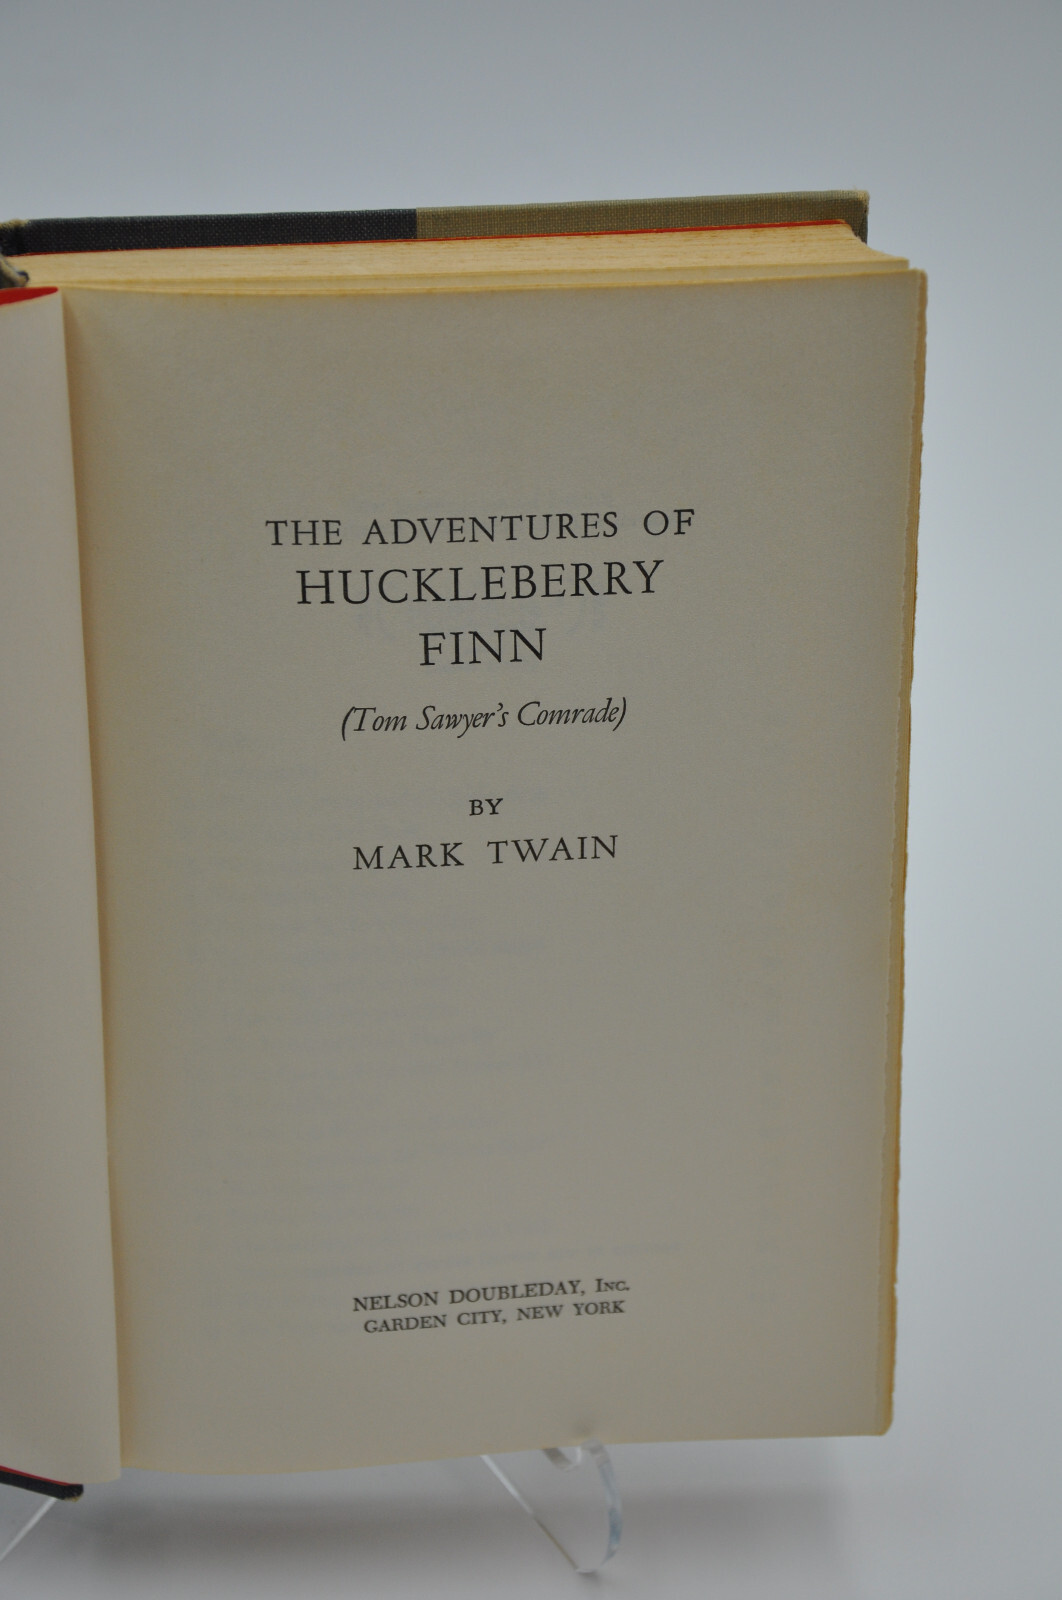 THE ADVENTURES OF
HUCKLEBERRY
FINN
(Tom Sawyer's Comrade)
BY
MARK TWAIN
NELSON DOUBLEDAY, INC.
GARDEN CITY, NEW YORK